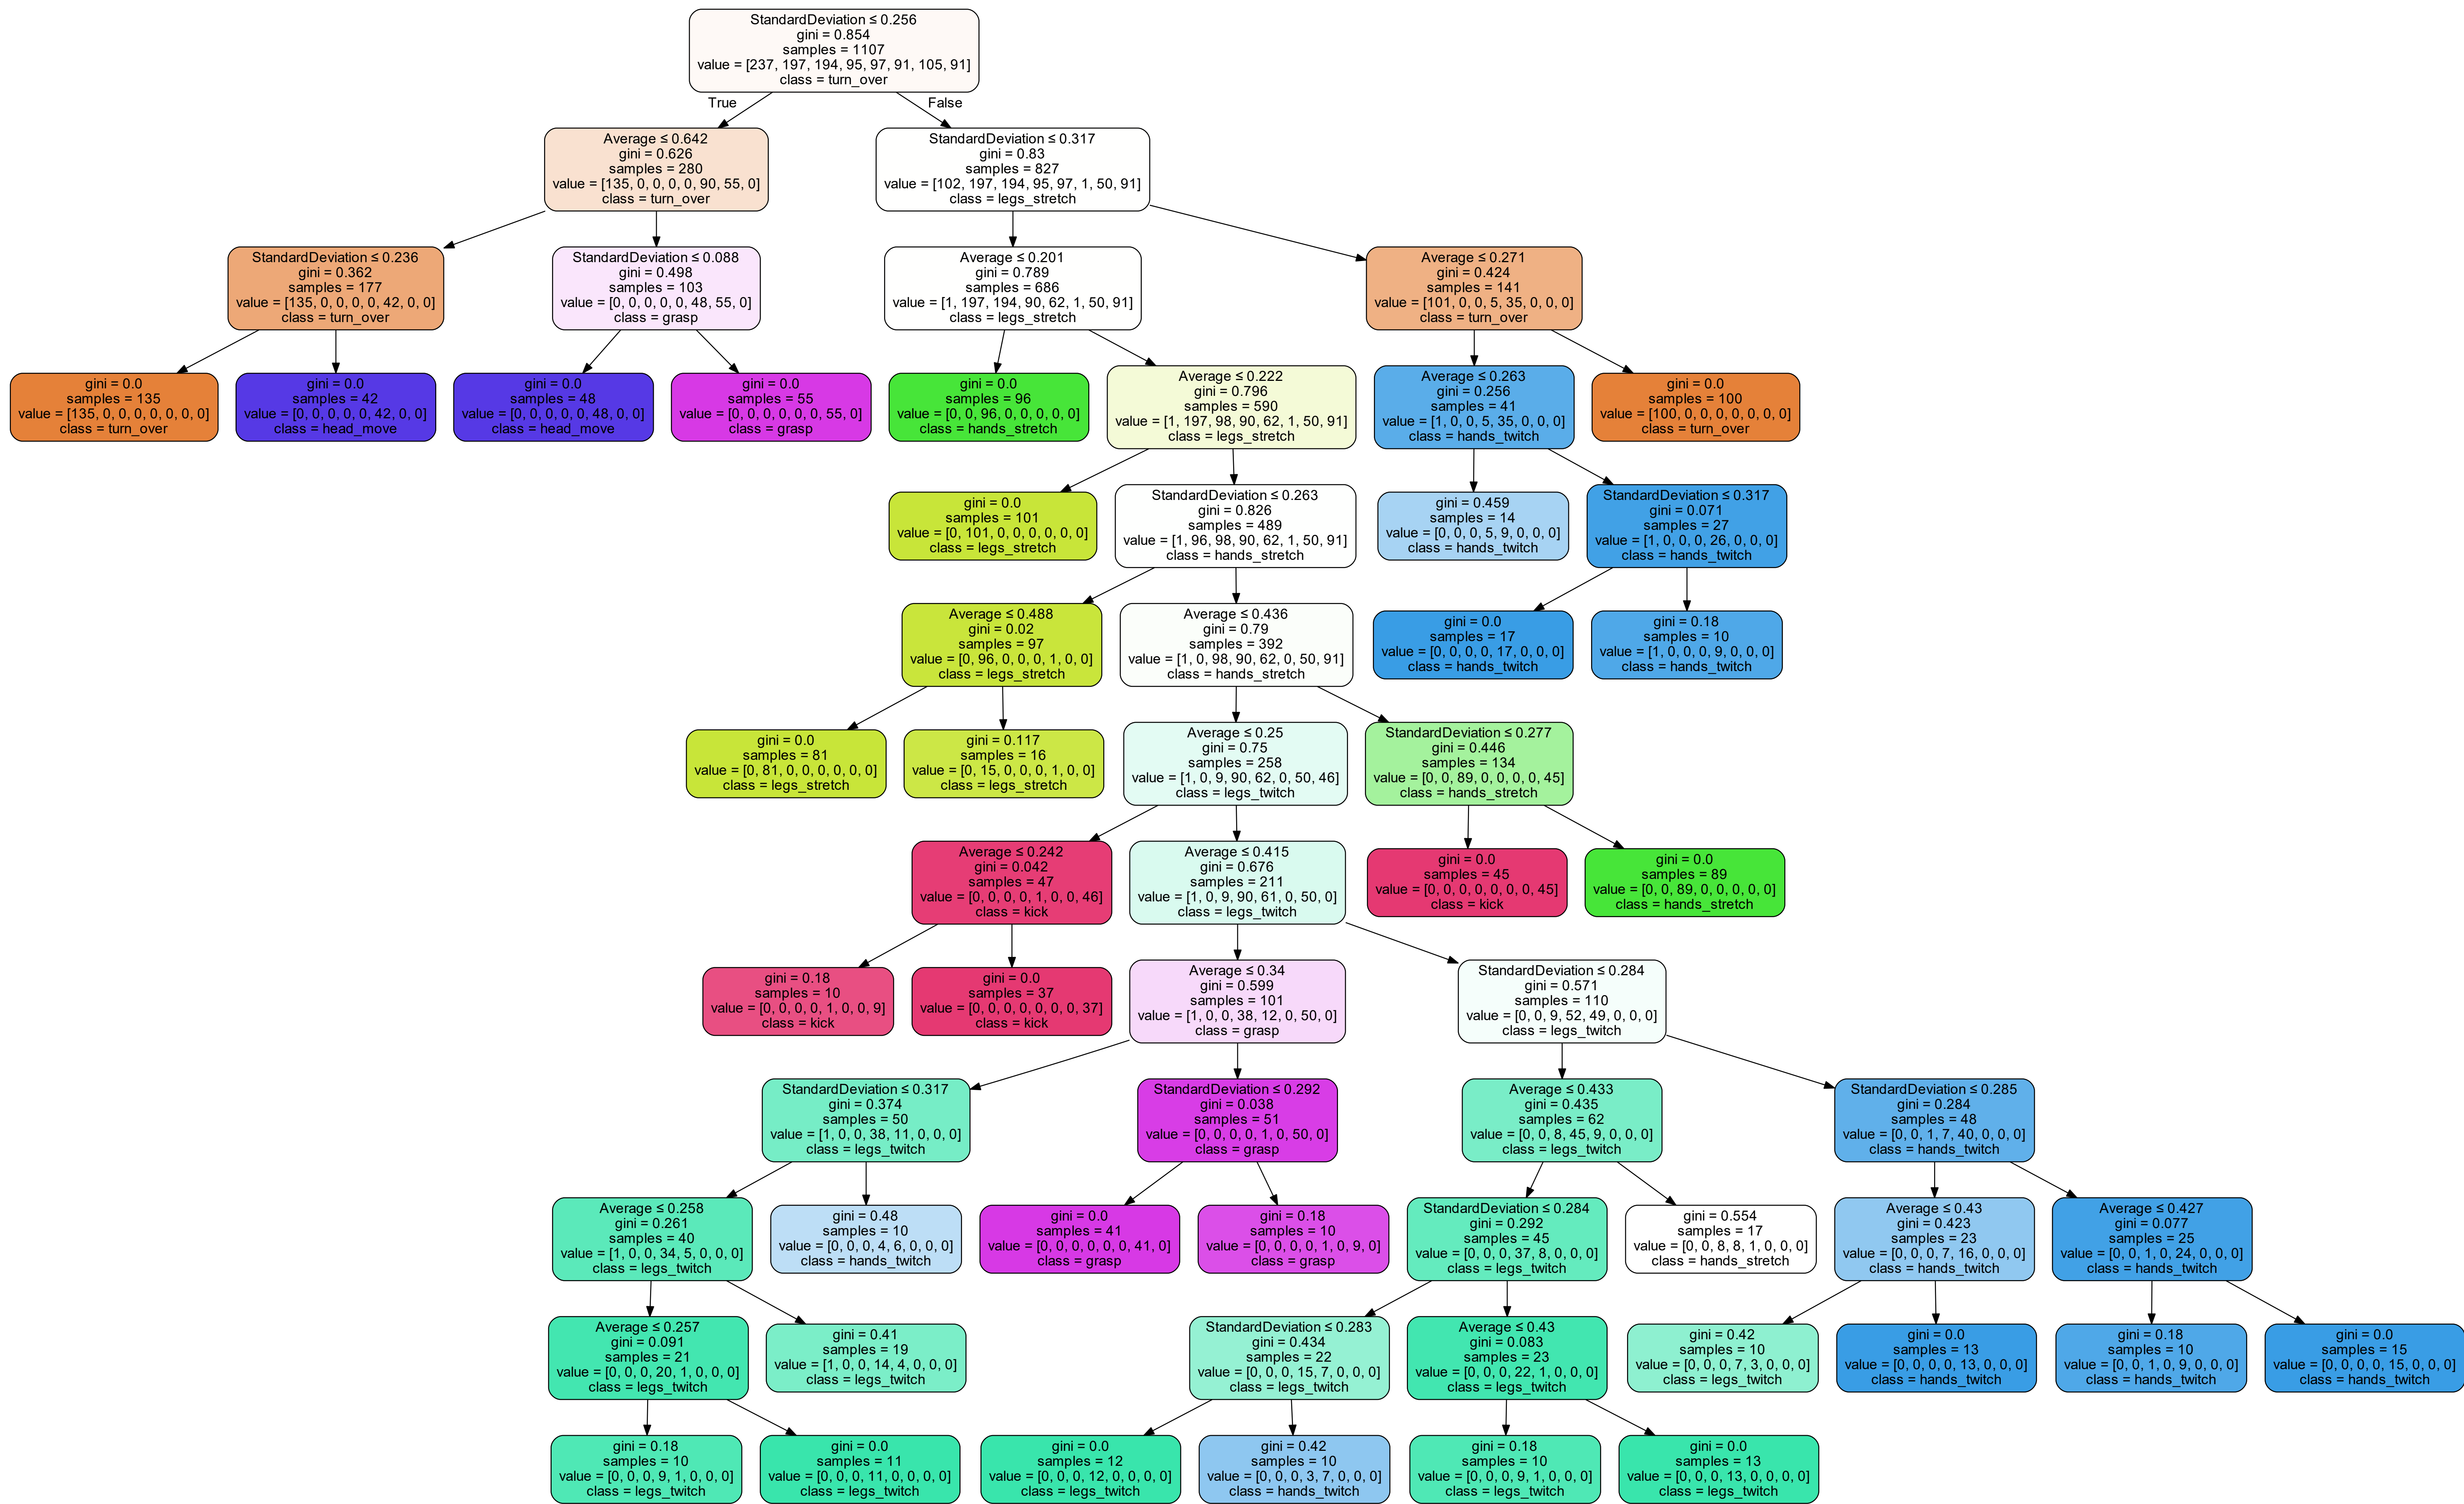 StandardDeviation ≤ 0.256
gini = 0.854
samples = 1107
value = [237, 197, 194, 95, 97, 91, 105, 91]
class = turn_over
True
False
Average ≤ 0.642
gini = 0.626
samples = 280
value = [135, 0, 0, 0, 0, 90, 55, 0]
class = turn_over
StandardDeviation ≤ 0.317
gini = 0.83
samples = 827
value = [102, 197, 194, 95, 97, 1, 50, 91]
class = legs_stretch
StandardDeviation ≤ 0.236
gini = 0.362
samples = 177
value = [135, 0, 0, 0, 0, 42, 0, 0]
class = turn_over
StandardDeviation ≤ 0.088
gini = 0.498
samples = 103
value = [0, 0, 0, 0, 0, 48, 55, 0]
class = grasp
Average ≤ 0.201
gini = 0.789
samples = 686
value = [1, 197, 194, 90, 62, 1, 50, 91]
class = legs_stretch
Average ≤ 0.271
gini = 0.424
samples = 141
value = [101, 0, 0, 5, 35, 0, 0, 0]
class = turn_over
gini = 0.0
samples = 135
value = [135, 0, 0, 0, 0, 0, 0, 0]
class = turn_over
gini = 0.0
samples = 42
value = [0, 0, 0, 0, 0, 42, 0, 0]
class = head_move
gini = 0.0
samples = 48
value = [0, 0, 0, 0, 0, 48, 0, 0]
class = head_move
gini = 0.0
samples = 55
value = [0, 0, 0, 0, 0, 0, 55, 0]
class = grasp
gini = 0.0
samples = 96
value = [0, 0, 96, 0, 0, 0, 0, 0]
class = hands_stretch
Average ≤ 0.222
gini = 0.796
samples = 590
value = [1, 197, 98, 90, 62, 1, 50, 91]
class = legs_stretch
Average ≤ 0.263
gini = 0.256
samples = 41
value = [1, 0, 0, 5, 35, 0, 0, 0]
class = hands_twitch
gini = 0.0
samples = 100
value = [100, 0, 0, 0, 0, 0, 0, 0]
class = turn_over
gini = 0.0
samples = 101
value = [0, 101, 0, 0, 0, 0, 0, 0]
class = legs_stretch
StandardDeviation ≤ 0.263
gini = 0.826
samples = 489
value = [1, 96, 98, 90, 62, 1, 50, 91]
class = hands_stretch
gini = 0.459
samples = 14
value = [0, 0, 0, 5, 9, 0, 0, 0]
class = hands_twitch
StandardDeviation ≤ 0.317
gini = 0.071
samples = 27
value = [1, 0, 0, 0, 26, 0, 0, 0]
class = hands_twitch
Average ≤ 0.488
gini = 0.02
samples = 97
value = [0, 96, 0, 0, 0, 1, 0, 0]
class = legs_stretch
Average ≤ 0.436
gini = 0.79
samples = 392
value = [1, 0, 98, 90, 62, 0, 50, 91]
class = hands_stretch
gini = 0.0
samples = 17
value = [0, 0, 0, 0, 17, 0, 0, 0]
class = hands_twitch
gini = 0.18
samples = 10
value = [1, 0, 0, 0, 9, 0, 0, 0]
class = hands_twitch
gini = 0.0
samples = 81
value = [0, 81, 0, 0, 0, 0, 0, 0]
class = legs_stretch
gini = 0.117
samples = 16
value = [0, 15, 0, 0, 0, 1, 0, 0]
class = legs_stretch
Average ≤ 0.25
gini = 0.75
samples = 258
value = [1, 0, 9, 90, 62, 0, 50, 46]
class = legs_twitch
StandardDeviation ≤ 0.277
gini = 0.446
samples = 134
value = [0, 0, 89, 0, 0, 0, 0, 45]
class = hands_stretch
Average ≤ 0.242
gini = 0.042
samples = 47
value = [0, 0, 0, 0, 1, 0, 0, 46]
class = kick
Average ≤ 0.415
gini = 0.676
samples = 211
value = [1, 0, 9, 90, 61, 0, 50, 0]
class = legs_twitch
gini = 0.0
samples = 45
value = [0, 0, 0, 0, 0, 0, 0, 45]
class = kick
gini = 0.0
samples = 89
value = [0, 0, 89, 0, 0, 0, 0, 0]
class = hands_stretch
gini = 0.18
samples = 10
value = [0, 0, 0, 0, 1, 0, 0, 9]
class = kick
gini = 0.0
samples = 37
value = [0, 0, 0, 0, 0, 0, 0, 37]
class = kick
Average ≤ 0.34
gini = 0.599
samples = 101
value = [1, 0, 0, 38, 12, 0, 50, 0]
class = grasp
StandardDeviation ≤ 0.284
gini = 0.571
samples = 110
value = [0, 0, 9, 52, 49, 0, 0, 0]
class = legs_twitch
StandardDeviation ≤ 0.317
gini = 0.374
samples = 50
value = [1, 0, 0, 38, 11, 0, 0, 0]
class = legs_twitch
StandardDeviation ≤ 0.292
gini = 0.038
samples = 51
value = [0, 0, 0, 0, 1, 0, 50, 0]
class = grasp
Average ≤ 0.433
gini = 0.435
samples = 62
value = [0, 0, 8, 45, 9, 0, 0, 0]
class = legs_twitch
StandardDeviation ≤ 0.285
gini = 0.284
samples = 48
value = [0, 0, 1, 7, 40, 0, 0, 0]
class = hands_twitch
Average ≤ 0.258
gini = 0.261
samples = 40
value = [1, 0, 0, 34, 5, 0, 0, 0]
class = legs_twitch
gini = 0.48
samples = 10
value = [0, 0, 0, 4, 6, 0, 0, 0]
class = hands_twitch
gini = 0.0
samples = 41
value = [0, 0, 0, 0, 0, 0, 41, 0]
class = grasp
gini = 0.18
samples = 10
value = [0, 0, 0, 0, 1, 0, 9, 0]
class = grasp
StandardDeviation ≤ 0.284
gini = 0.292
samples = 45
value = [0, 0, 0, 37, 8, 0, 0, 0]
class = legs_twitch
gini = 0.554
samples = 17
value = [0, 0, 8, 8, 1, 0, 0, 0]
class = hands_stretch
Average ≤ 0.43
gini = 0.423
samples = 23
value = [0, 0, 0, 7, 16, 0, 0, 0]
class = hands_twitch
Average ≤ 0.427
gini = 0.077
samples = 25
value = [0, 0, 1, 0, 24, 0, 0, 0]
class = hands_twitch
Average ≤ 0.257
gini = 0.091
samples = 21
value = [0, 0, 0, 20, 1, 0, 0, 0]
class = legs_twitch
gini = 0.41
samples = 19
value = [1, 0, 0, 14, 4, 0, 0, 0]
class = legs_twitch
StandardDeviation ≤ 0.283
gini = 0.434
samples = 22
value = [0, 0, 0, 15, 7, 0, 0, 0]
class = legs_twitch
Average ≤ 0.43
gini = 0.083
samples = 23
value = [0, 0, 0, 22, 1, 0, 0, 0]
class = legs_twitch
gini = 0.42
samples = 10
value = [0, 0, 0, 7, 3, 0, 0, 0]
class = legs_twitch
gini = 0.0
samples = 13
value = [0, 0, 0, 0, 13, 0, 0, 0]
class = hands_twitch
gini = 0.18
samples = 10
value = [0, 0, 1, 0, 9, 0, 0, 0]
class = hands_twitch
gini = 0.0
samples = 15
value = [0, 0, 0, 0, 15, 0, 0, 0]
class = hands_twitch
gini = 0.18
samples = 10
value = [0, 0, 0, 9, 1, 0, 0, 0]
class = legs_twitch
gini = 0.0
samples = 11
value = [0, 0, 0, 11, 0, 0, 0, 0]
class = legs_twitch
gini = 0.0
samples = 12
value = [0, 0, 0, 12, 0, 0, 0, 0]
class = legs_twitch
gini = 0.42
samples = 10
value = [0, 0, 0, 3, 7, 0, 0, 0]
class = hands_twitch
gini = 0.18
samples = 10
value = [0, 0, 0, 9, 1, 0, 0, 0]
class = legs_twitch
gini = 0.0
samples = 13
value = [0, 0, 0, 13, 0, 0, 0, 0]
class = legs_twitch